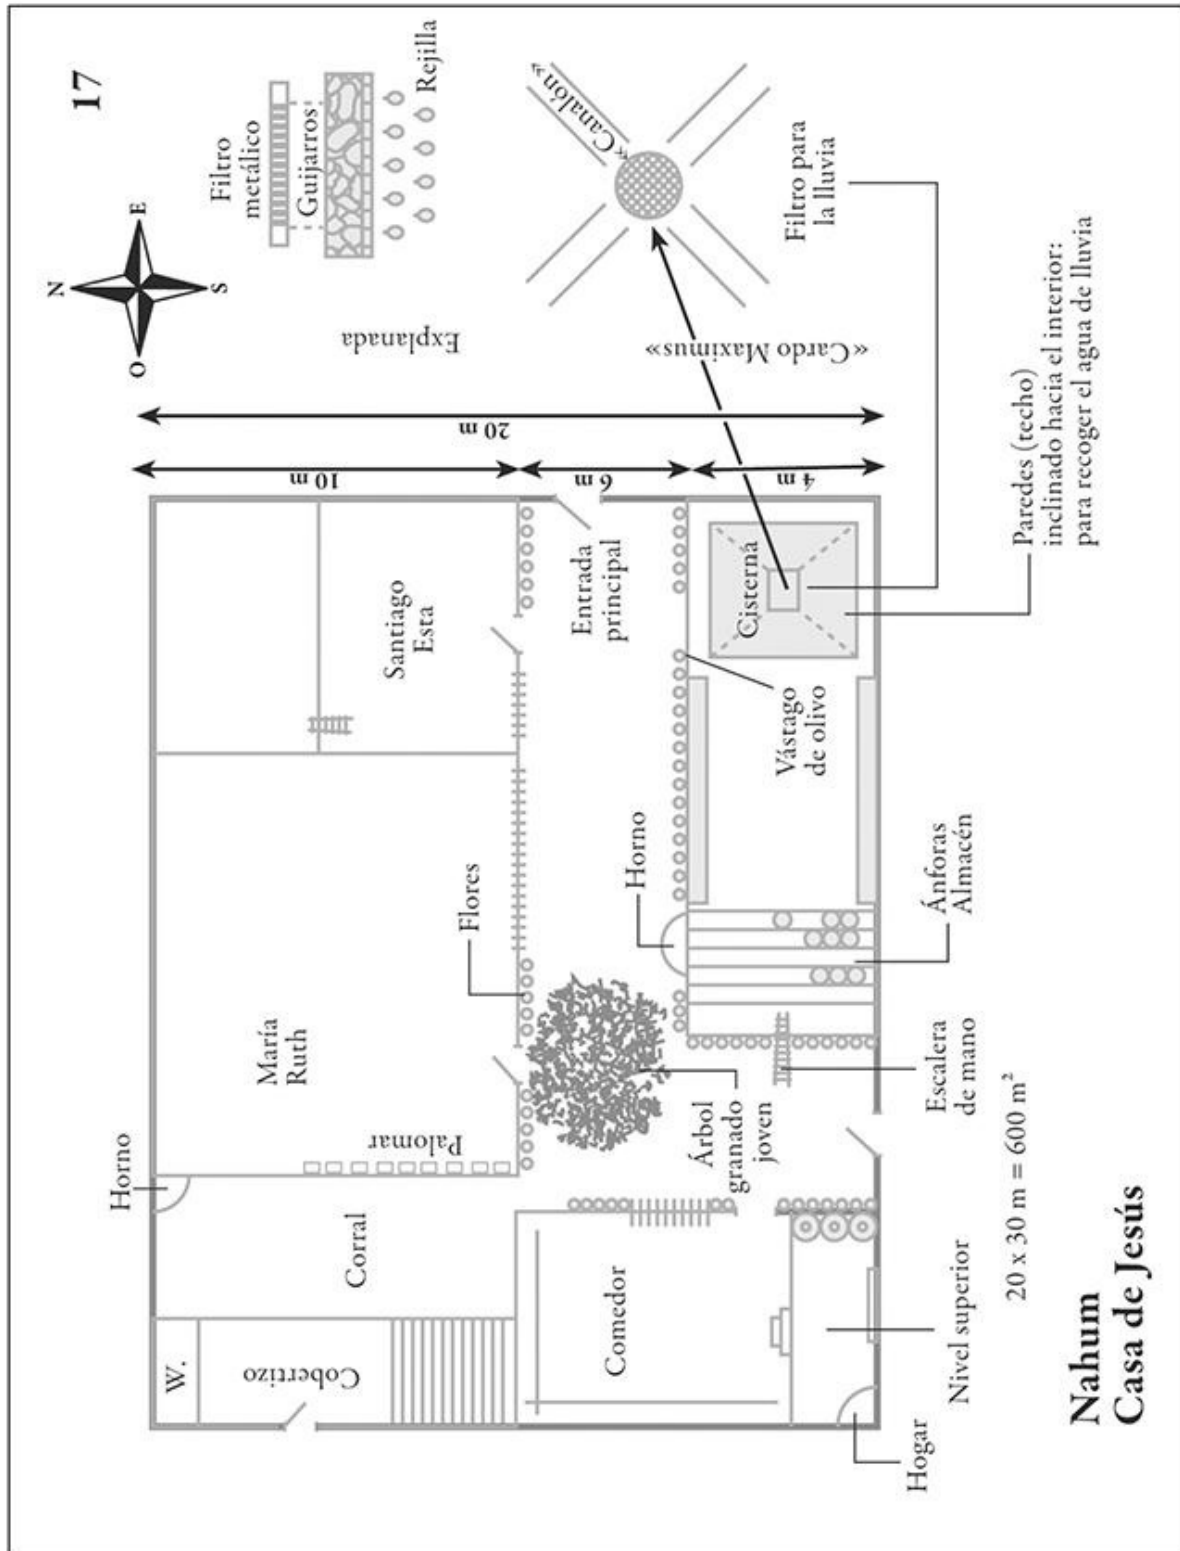 17
N
E
S
O
Filtro
metálico
Guijarros
Rejilla
«Canalón»
Filtro para
la lluvia
Explanada
«Cardo Maximus»
20 m
10 m
6 m
4 m
Paredes (techo)
inclinado hacia el interior:
para recoger el agua de lluvia
Santiago
Esta
Entrada
principal
Cisterna
Vástago
de olivo
Flores
Horno
Ánforas
Almacén
María
Ruth
Palomar
Árbol
granado
joven
Escalera
de mano
Horno
Corral
Comedor
W.
Cobertizo
Nivel superior
Hogar
20 x 30 m = 600 m²
Nahum
Casa de Jesús